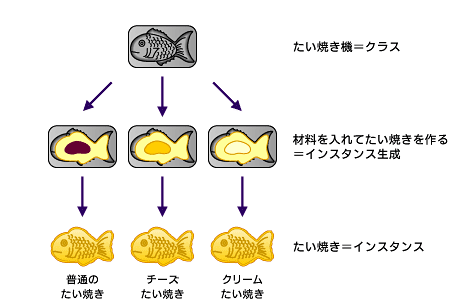 たい焼き機＝クラス
材料を入れてたい焼きを作る
＝インスタンス生成
たい焼き＝インスタンス
普通の
たい焼き
チーズ
たい焼き
クリーム
たい焼き